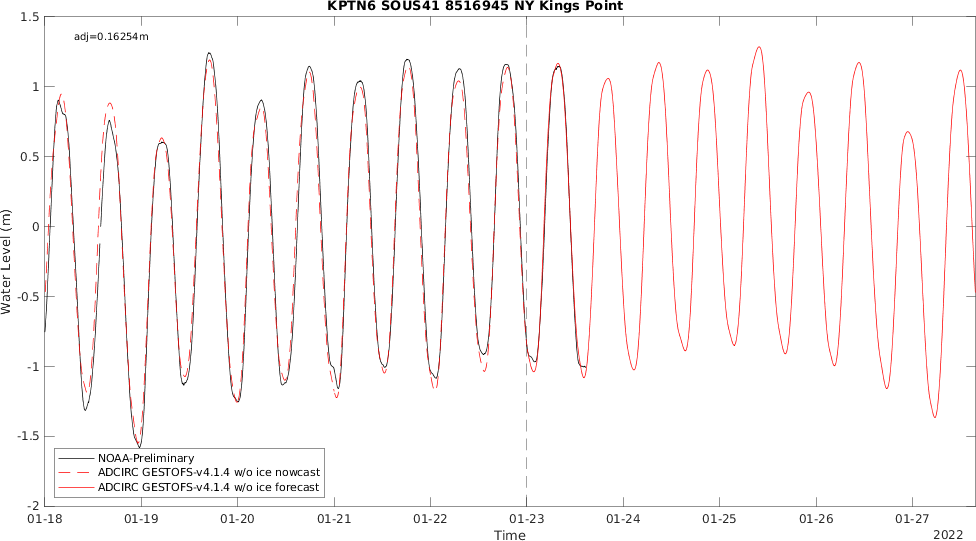 KPTN6 SOUS41 8516945 NY Kings Point
adj=0.16254m
1.5
1
0.5
0
-0.5
-1
-1.5
-2
Water Level (m)
NOAA-Preliminary
ADCIRC GESTOFS-v4.1.4 w/o ice nowcast
ADCIRC GESTOFS-v4.1.4 w/o ice forecast
01-18 01-19 01-20 01-21 01-22 01-23 01-24 01-25 01-26 01-27
Time
2022